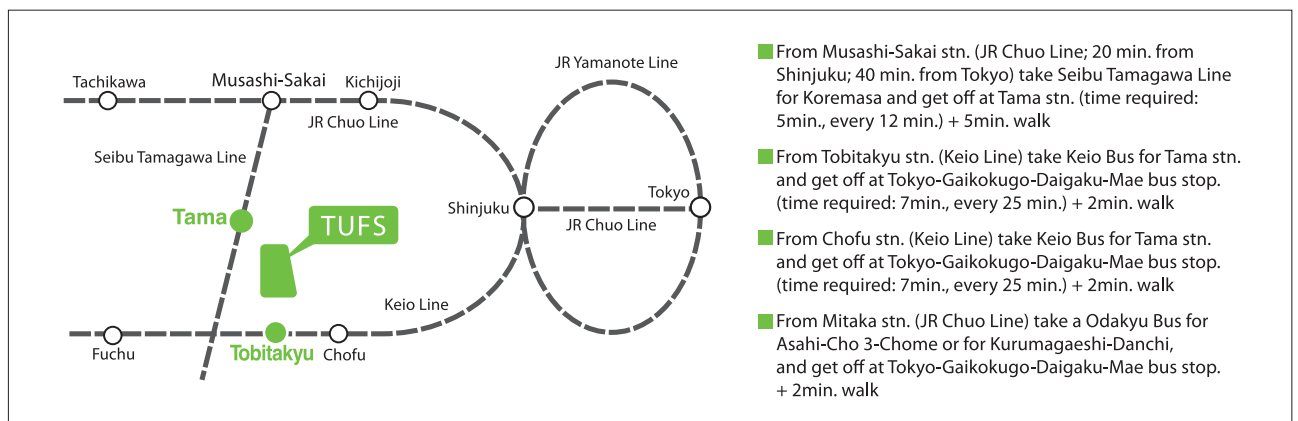 Tachikawa
Musashi-Sakai
Kichijoji
JR Chuo Line
JR Yamanote Line
Seibu Tamagawa Line
Tama
TUFS
Shinjuku
Tokyo
JR Chuo Line
Keio Line
Fuchu
Tobitakyu
Chofu
From Musashi-Sakai stn. (JR Chuo Line; 20 min. from
Shinjuku; 40 min. from Tokyo) take Seibu Tamagawa Line
for Koremasa and get off at Tama stn. (time required:
5min., every 12 min.) + 5min. walk
From Tobitakyu stn. (Keio Line) take Keio Bus for Tama stn.
and get off at Tokyo-Gaikokugo-Daigaku-Mae bus stop.
(time required: 7min., every 25 min.) + 2min. walk
From Chofu stn. (Keio Line) take Keio Bus for Tama stn.
and get off at Tokyo-Gaikokugo-Daigaku-Mae bus stop.
(time required: 7min., every 25 min.) + 2min. walk
From Mitaka stn. (JR Chuo Line) take a Odakyu Bus for
Asahi-Cho 3-Chome or for Kurumagaeshi-Danchi,
and get off at Tokyo-Gaikokugo-Daigaku-Mae bus stop.
+ 2min. walk